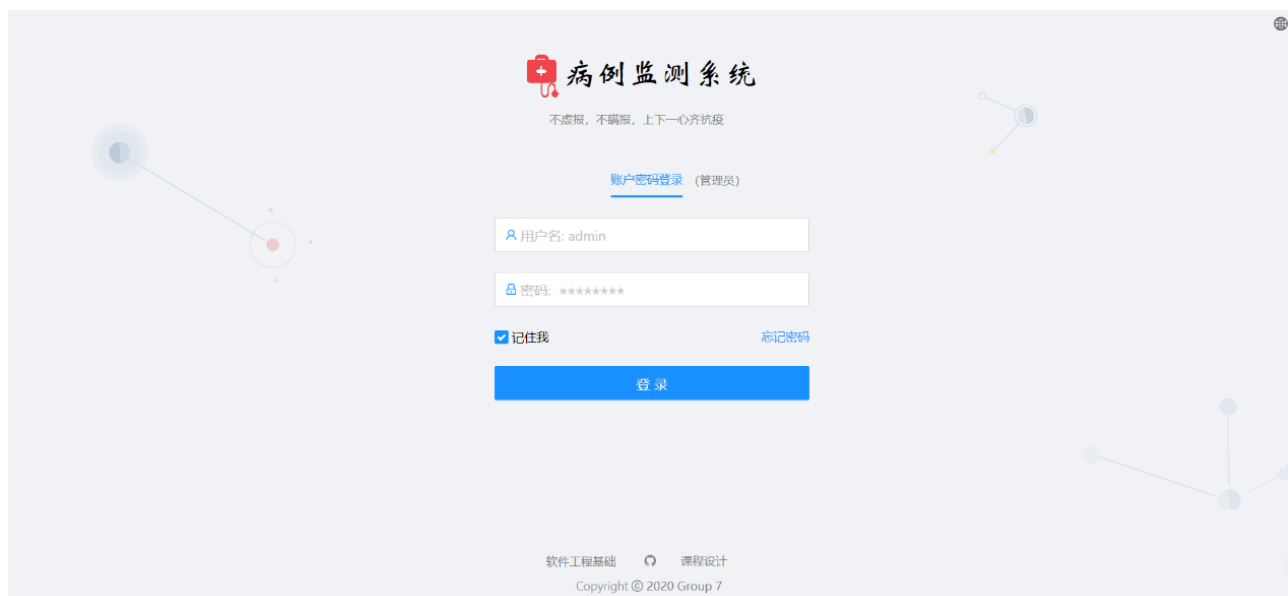 病例监测系统
不虚报，不瞒报，上下一心齐抗疫
账户密码登录 (管理员)
用户名: admin
密码: ********
记住我 忘记密码
登 录
软件工程基础 课程设计
Copyright © 2020 Group 7